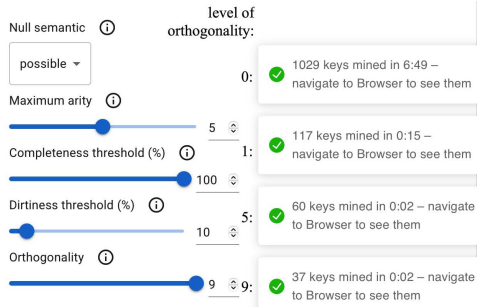 Null semantic
possible
Maximum arity
5
Completeness threshold (%)
100
Dirtiness threshold (%)
10
Orthogonality
9
level of
orthogonality:
0:
1029 keys mined in 6:49 –
navigate to Browser to see them
1:
117 keys mined in 0:15 –
navigate to Browser to see them
5:
60 keys mined in 0:02 – navigate
to Browser to see them
9:
37 keys mined in 0:02 – navigate
to Browser to see them